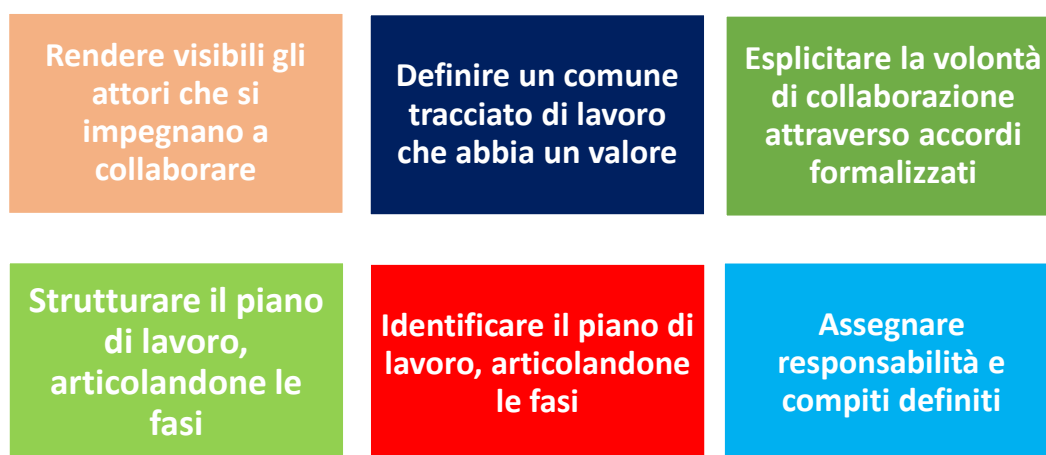 Rendere visibili gli
attori che si
impegnano a
collaborare
Definire un comune
tracciato di lavoro
che abbia un valore
Esplicitare la volontà
di collaborazione
attraverso accordi
formalizzati
Strutturare il piano
di lavoro,
articolandone le
fasi
Identificare il piano di
lavoro, articolandone
le fasi
Assegnare
responsabilità e
compiti definiti